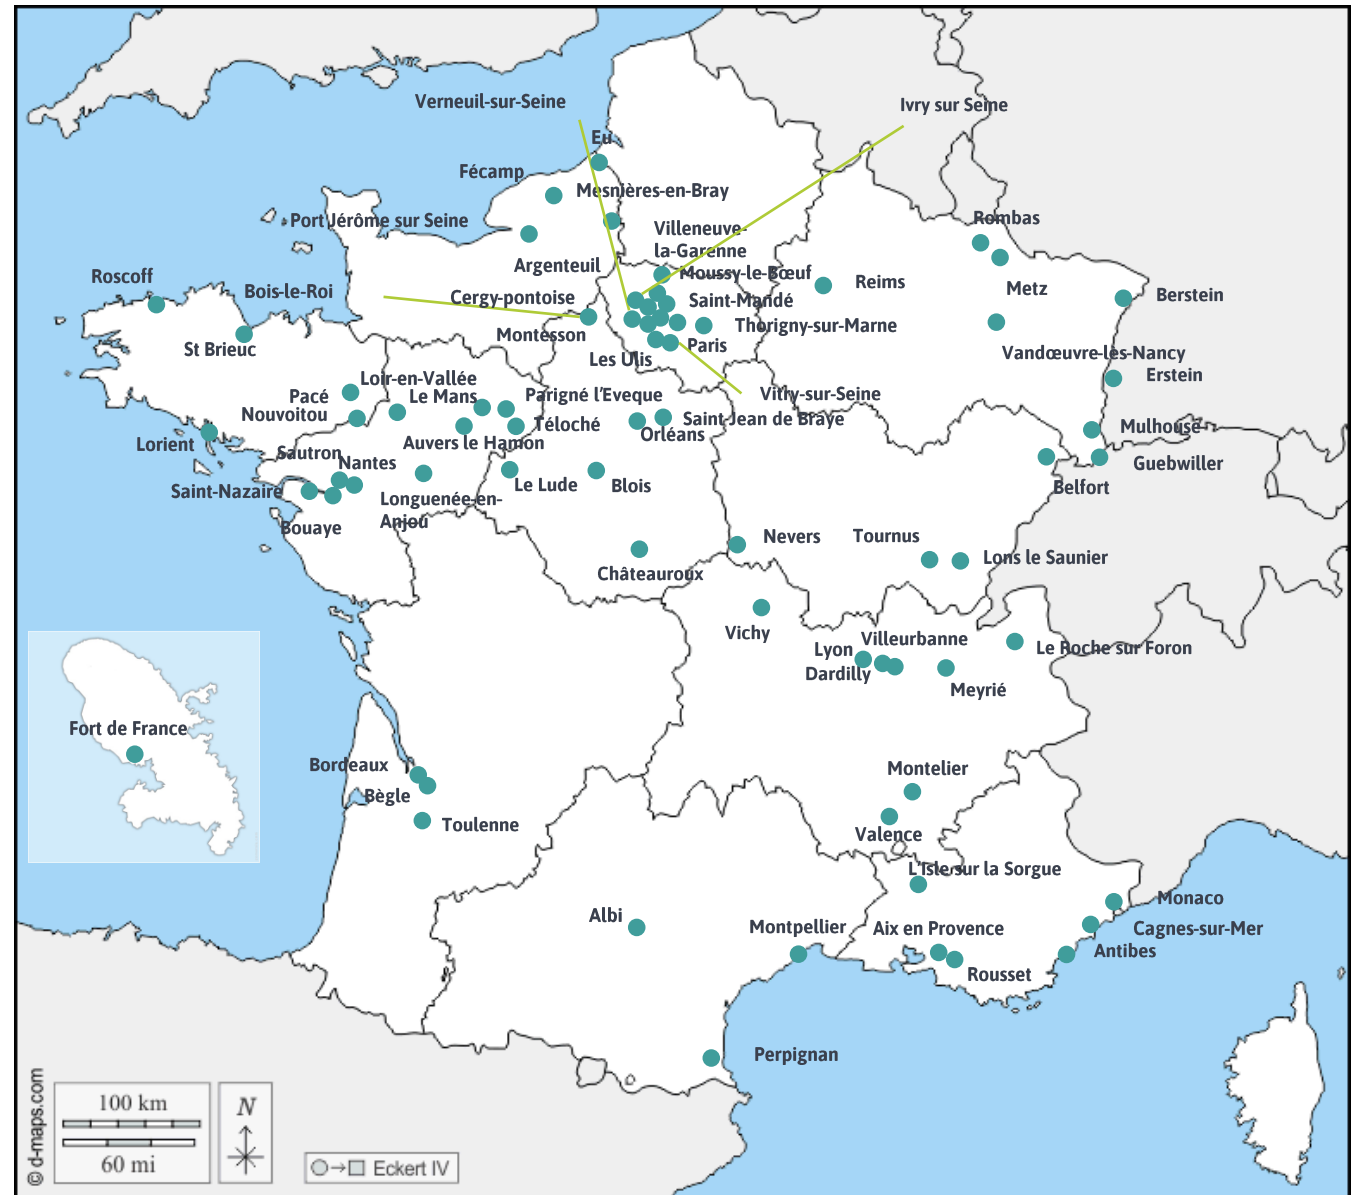 Verneuil-sur-Seine
Ivry sur Seine
Eu
Fécamp
Mesnières-en-Bray
Port Jérôme sur Seine
Villeneuve-
la-Garenne
Rombas
Argenteuil
Moussy-le-Bœuf
Roscoff
Reims
Metz
Bois-le-Roi
Cergy-pontoise
Saint-Mandé
Berstein
Thorigny-sur-Marne
Montesson
St Brieuc
Paris
Les Ulis
Vandœuvre-lès-Nancy
Erstein
Loir-en-Vallée
Pacé
Le Mans
Parigné l'Eveque
Vitry-sur-Seine
Nouvoitou
Saint Jean de Braye
Téloché
Orléans
Mulhouse
Lorient
Auvers le Hamon
Sautron
Nantes
Guebwiller
Saint-Nazaire
Le Lude
Blois
Belfort
Longuenée-en-
Anjou
Bouaye
Nevers
Tournus
Lons le Saunier
Châteauroux
Vichy
Villeurbanne
Lyon
Le Roche sur Foron
Dardilly
Meyrié
Fort de France
Bordeaux
Montelier
Bègle
Toulenne
Valence
L'Isle sur la Sorgue
Monaco
Albi
Montpellier
Aix en Provence
Cagnes-sur-Mer
Antibes
Rousset
Perpignan
© d-maps.com
100 km
60 mi
N
Eckert IV